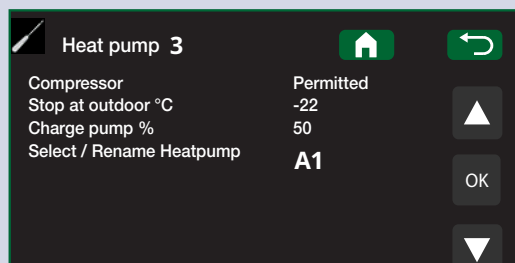 Heat pump 3
Compressor Permitted
Stop at outdoor °C -22
Charge pump % 50
Select / Rename Heatpump A1
OK